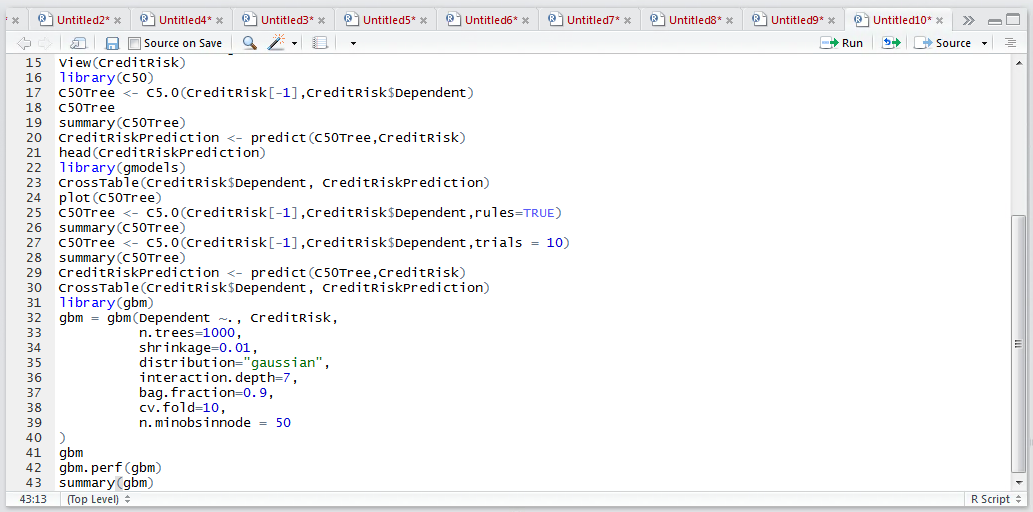 Untitled2* Untitled4* Untitled3* Untitled5* Untitled6* Untitled7* Untitled8* Untitled9* Untitled10*
Source on Save Run Source
15 View(CreditRisk)
16 library(C50)
17 C50Tree <- C5.0(CreditRisk[-1],CreditRisk$Dependent)
18 C50Tree
19 summary(C50Tree)
20 CreditRiskPrediction <- predict(C50Tree,CreditRisk)
21 head(CreditRiskPrediction)
22 library(gmodels)
23 CrossTable(CreditRisk$Dependent, CreditRiskPrediction)
24 plot(C50Tree)
25 C50Tree <- C5.0(CreditRisk[-1],CreditRisk$Dependent,rules=TRUE)
26 summary(C50Tree)
27 C50Tree <- C5.0(CreditRisk[-1],CreditRisk$Dependent,trials = 10)
28 summary(C50Tree)
29 CreditRiskPrediction <- predict(C50Tree,CreditRisk)
30 CrossTable(CreditRisk$Dependent, CreditRiskPrediction)
31 library(gbm)
32 gbm = gbm(Dependent ~., CreditRisk,
33 n.trees=1000,
34 shrinkage=0.01,
35 distribution="gaussian",
36 interaction.depth=7,
37 bag.fraction=0.9,
38 cv.fold=10,
39 n.minobsinnode = 50
40 )
41 gbm
42 gbm.perf(gbm)
43 summary(gbm)
43:13 (Top Level) R Script